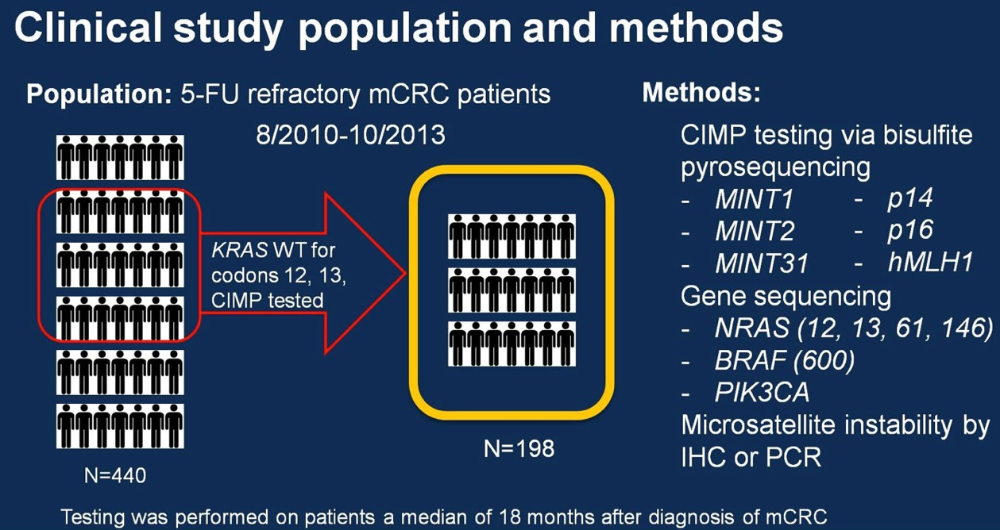 Clinical study population and methods
Population: 5-FU refractory mCRC patients
8/2010-10/2013
KRAS WT for
codons 12, 13,
CIMP tested
N=440
N=198
Methods:
CIMP testing via bisulfite
pyrosequencing
- MINT1 - p14
- MINT2 - p16
- MINT31 - hMLH1
Gene sequencing
- NRAS (12, 13, 61, 146)
- BRAF (600)
- PIK3CA
Microsatellite instability by
IHC or PCR
Testing was performed on patients a median of 18 months after diagnosis of mCRC